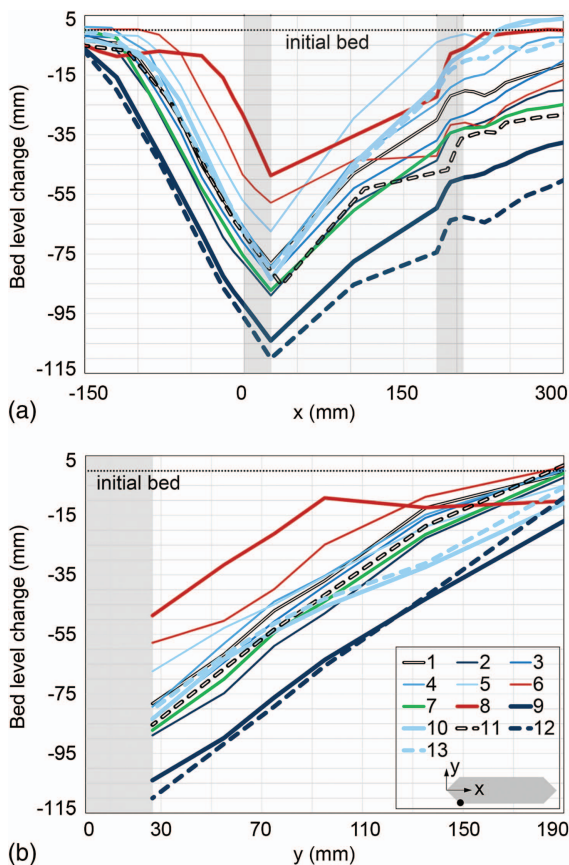 5
-15
-35
-55
-75
-95
-115
Bed level change (mm)
initial bed
-150 0 150 300
(a) x (mm)
5
-15
-35
-55
-75
-95
-115
Bed level change (mm)
initial bed
1 2 3
4 5 6
7 8 9
10 11 12
13
y
x
0 30 70 110 150 190
(b) y (mm)